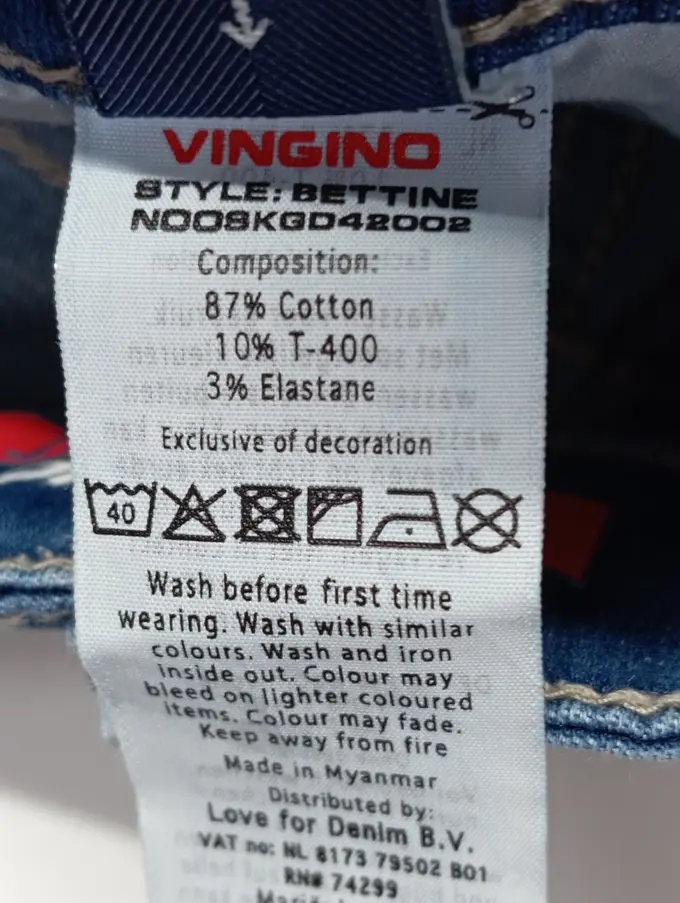 VINGINO
STYLE: BETTINE
NOOSKGD42002
Composition:
87% Cotton
10% T-400
3% Elastane
Exclusive of decoration
40
Wash before first time
wearing. Wash with similar
colours. Wash and iron
inside out. Colour may
bleed on lighter coloured
items. Colour may fade.
Keep away from fire
Made in Myanmar
Distributed by:
Love for Denim B.V.
VAT no: NL 8173 79502 B01
RN# 74299